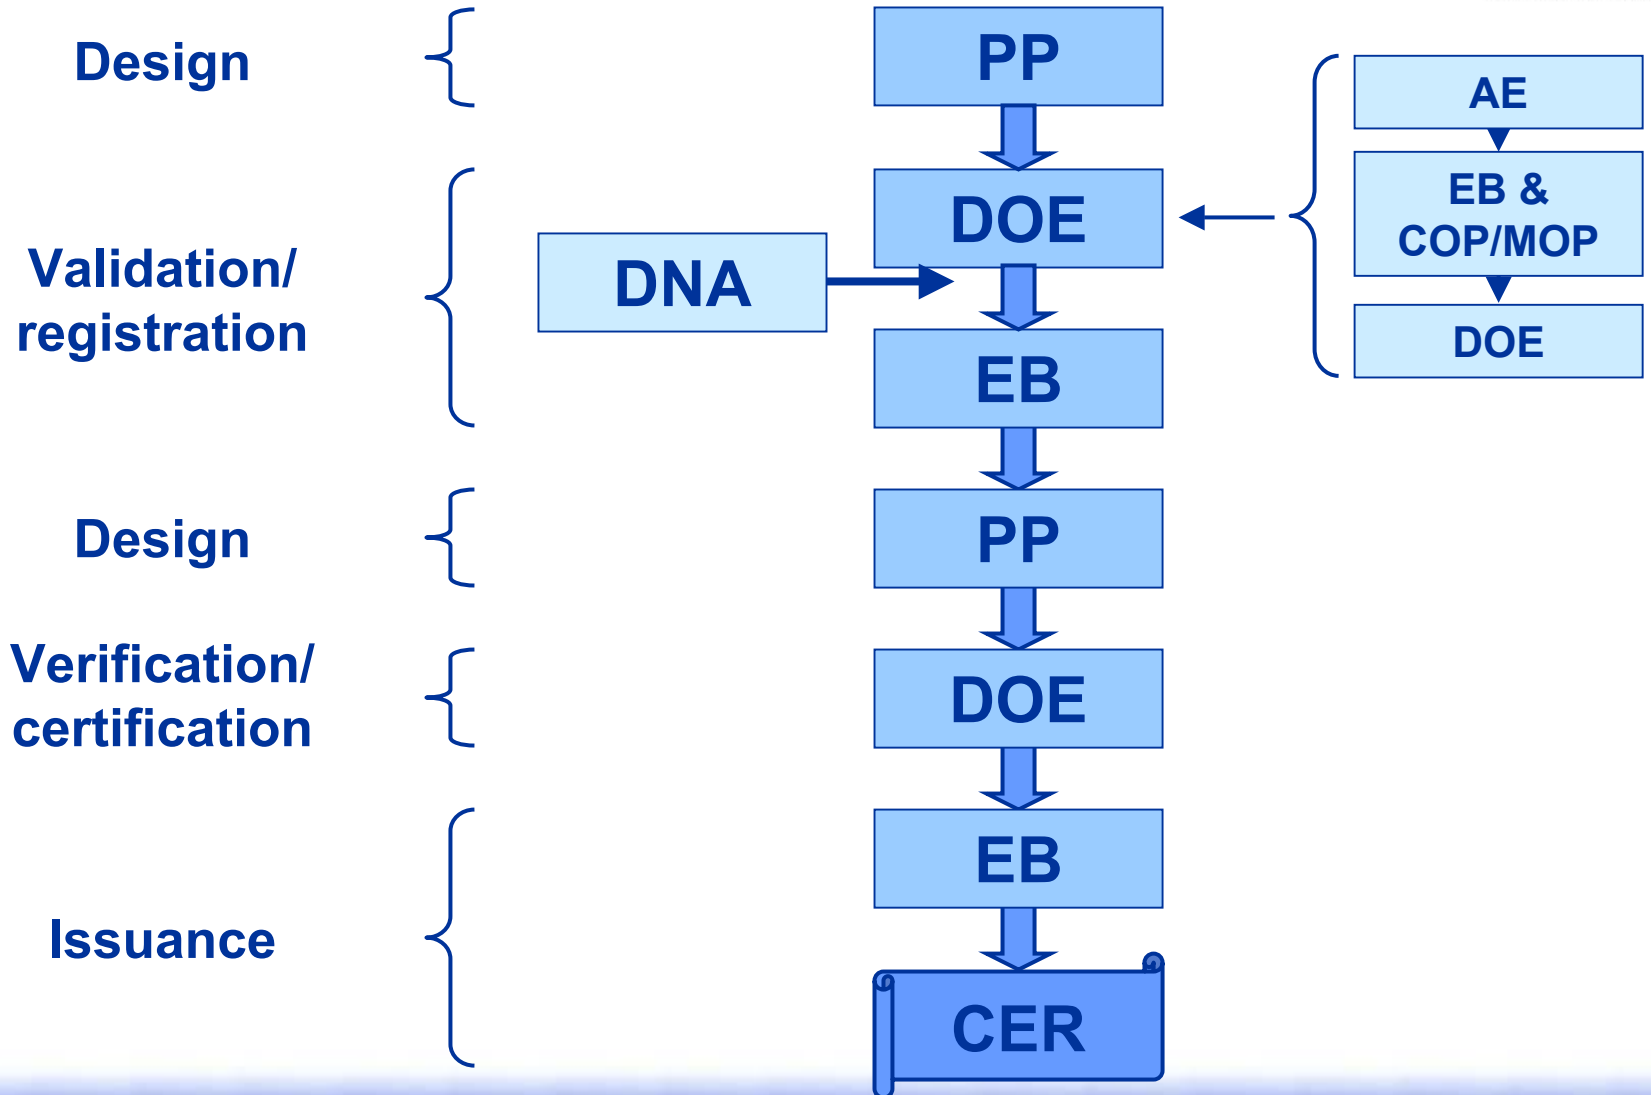 Design
PP
AE
EB &
COP/MOP
DOE
Validation/
registration
DNA
DOE
EB
Design
PP
Verification/
certification
DOE
Issuance
EB
CER